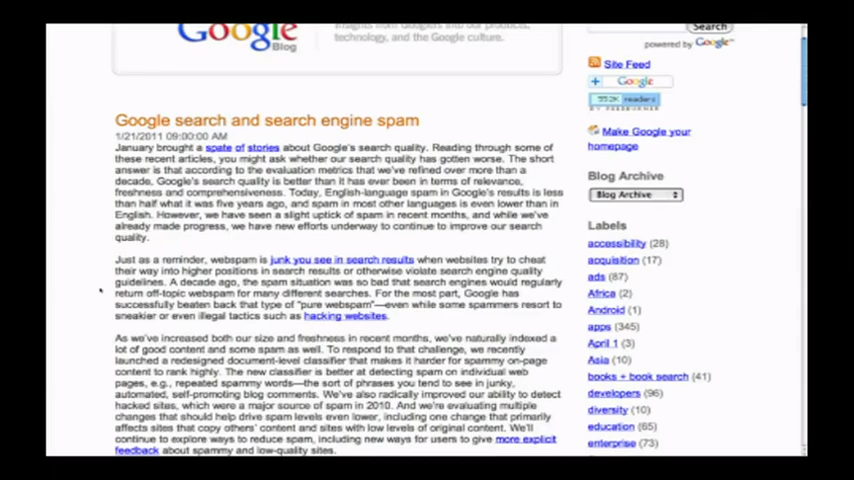 Google
Blog
Insights from Googlers into our products,
technology, and the Google culture.
Search
powered by Google™
Site Feed
+ Google
552K readers
BY FEEDBURNER
Make Google your
homepage
Google search and search engine spam
1/21/2011 09:00:00 AM
January brought a spate of stories about Google's search quality. Reading through some of
these recent articles, you might ask whether our search quality has gotten worse. The short
answer is that according to the evaluation metrics that we've refined over more than a
decade, Google's search quality is better than it has ever been in terms of relevance,
freshness and comprehensiveness. Today, English-language spam in Google's results is less
than half what it was five years ago, and spam in most other languages is even lower than in
English. However, we have seen a slight uptick of spam in recent months, and while we've
already made progress, we have new efforts underway to continue to improve our search
quality.
Just as a reminder, webspam is junk you see in search results when websites try to cheat
their way into higher positions in search results or otherwise violate search engine quality
guidelines. A decade ago, the spam situation was so bad that search engines would regularly
return off-topic webspam for many different searches. For the most part, Google has
successfully beaten back that type of "pure webspam"—even while some spammers resort to
sneakier or even illegal tactics such as hacking websites.
As we've increased both our size and freshness in recent months, we've naturally indexed a
lot of good content and some spam as well. To respond to that challenge, we recently
launched a redesigned document-level classifier that makes it harder for spammy on-page
content to rank highly. The new classifier is better at detecting spam on individual web
pages, e.g., repeated spammy words—the sort of phrases you tend to see in junky,
automated, self-promoting blog comments. We've also radically improved our ability to detect
hacked sites, which were a major source of spam in 2010. And we're evaluating multiple
changes that should help drive spam levels even lower, including one change that primarily
affects sites that copy others' content and sites with low levels of original content. We'll
continue to explore ways to reduce spam, including new ways for users to give more explicit
feedback about spammy and low-quality sites.
Blog Archive
Blog Archive
Labels
accessibility (28)
acquisition (17)
ads (87)
Africa (2)
Android (1)
apps (345)
April 1 (3)
Asia (10)
books + book search (41)
developers (96)
diversity (10)
education (65)
enterprise (73)